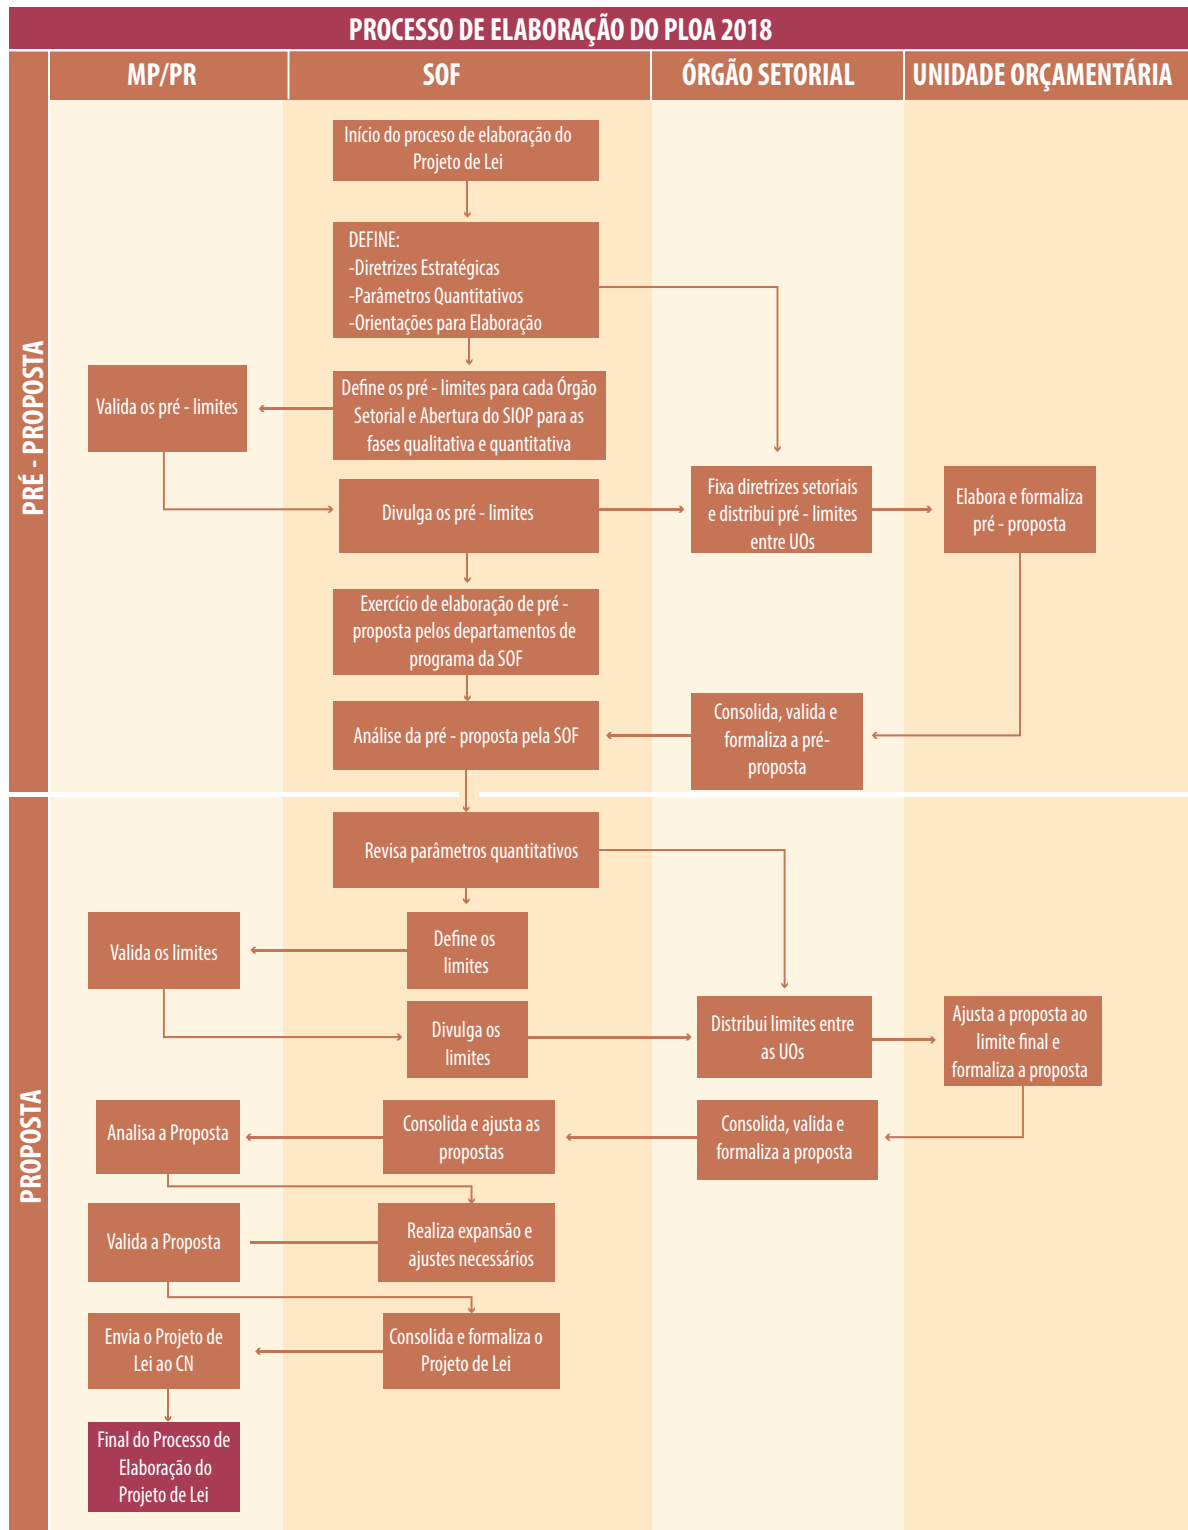 PROCESSO DE ELABORAÇÃO DO PLOA 2018
MP/PR
SOF
ÓRGÃO SETORIAL
UNIDADE ORÇAMENTÁRIA
PRÉ - PROPOSTA
Início do proceso de elaboração do
Projeto de Lei
DEFINE:
-Diretrizes Estratégicas
-Parâmetros Quantitativos
-Orientações para Elaboração
Valida os pré - limites
Define os pré - limites para cada Órgão
Setorial e Abertura do SIOP para as
fases qualitativa e quantitativa
Divulga os pré - limites
Fixa diretrizes setoriais
e distribui pré - limites
entre UOs
Elabora e formaliza
pré - proposta
Exercício de elaboração de pré -
proposta pelos departamentos de
programa da SOF
Análise da pré - proposta pela SOF
Consolida, valida e
formaliza a pré-
proposta
PROPOSTA
Revisa parâmetros quantitativos
Valida os limites
Define os
limites
Divulga os
limites
Distribui limites entre
as UOs
Ajusta a proposta ao
limite final e
formaliza a proposta
Analisa a Proposta
Consolida e ajusta as
propostas
Consolida, valida e
formaliza a proposta
Valida a Proposta
Realiza expansão e
ajustes necessários
Envia o Projeto de
Lei ao CN
Consolida e formaliza o
Projeto de Lei
Final do Processo de
Elaboração do
Projeto de Lei